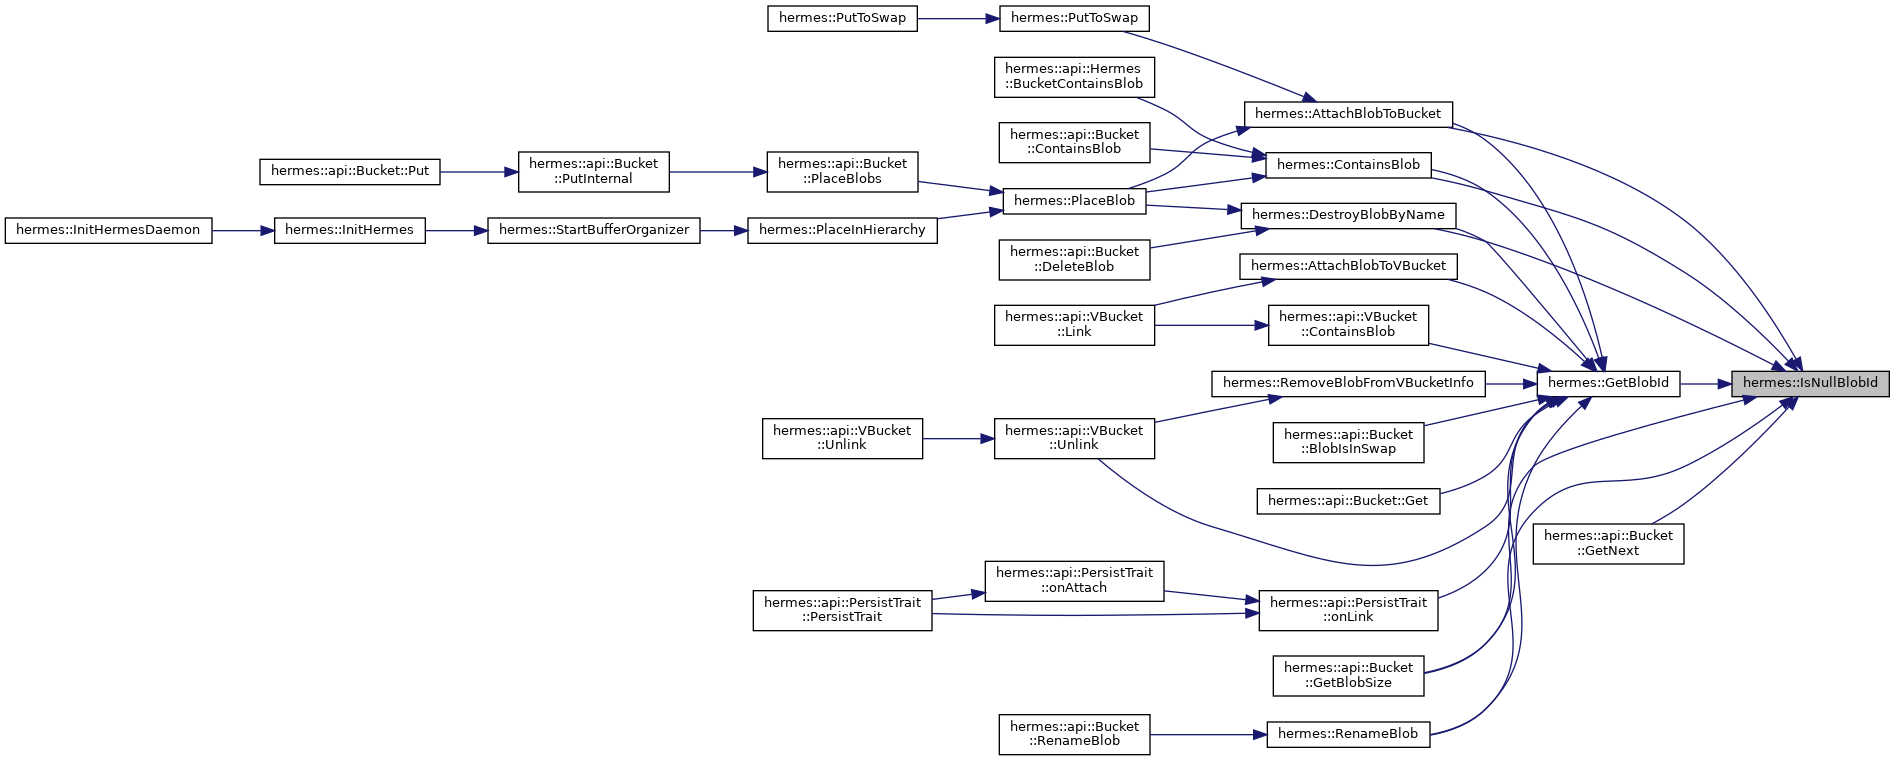 hermes::PutToSwap
hermes::PutToSwap
hermes::api::Hermes
::BucketContainsBlob
hermes::AttachBlobToBucket
hermes::api::Bucket
::ContainsBlob
hermes::ContainsBlob
hermes::api::Bucket::Put
hermes::api::Bucket
::PutInternal
hermes::api::Bucket
::PlaceBlobs
hermes::PlaceBlob
hermes::DestroyBlobByName
hermes::InitHermesDaemon
hermes::InitHermes
hermes::StartBufferOrganizer
hermes::PlaceInHierarchy
hermes::api::Bucket
::DeleteBlob
hermes::AttachBlobToVBucket
hermes::api::VBucket
::Link
hermes::api::VBucket
::ContainsBlob
hermes::RemoveBlobFromVBucketInfo
hermes::GetBlobId
hermes::IsNullBlobId
hermes::api::VBucket
::Unlink
hermes::api::VBucket
::Unlink
hermes::api::Bucket
::BlobIsInSwap
hermes::api::Bucket::Get
hermes::api::Bucket
::GetNext
hermes::api::PersistTrait
::onAttach
hermes::api::PersistTrait
::PersistTrait
hermes::api::PersistTrait
::onLink
hermes::api::Bucket
::GetBlobSize
hermes::api::Bucket
::RenameBlob
hermes::RenameBlob